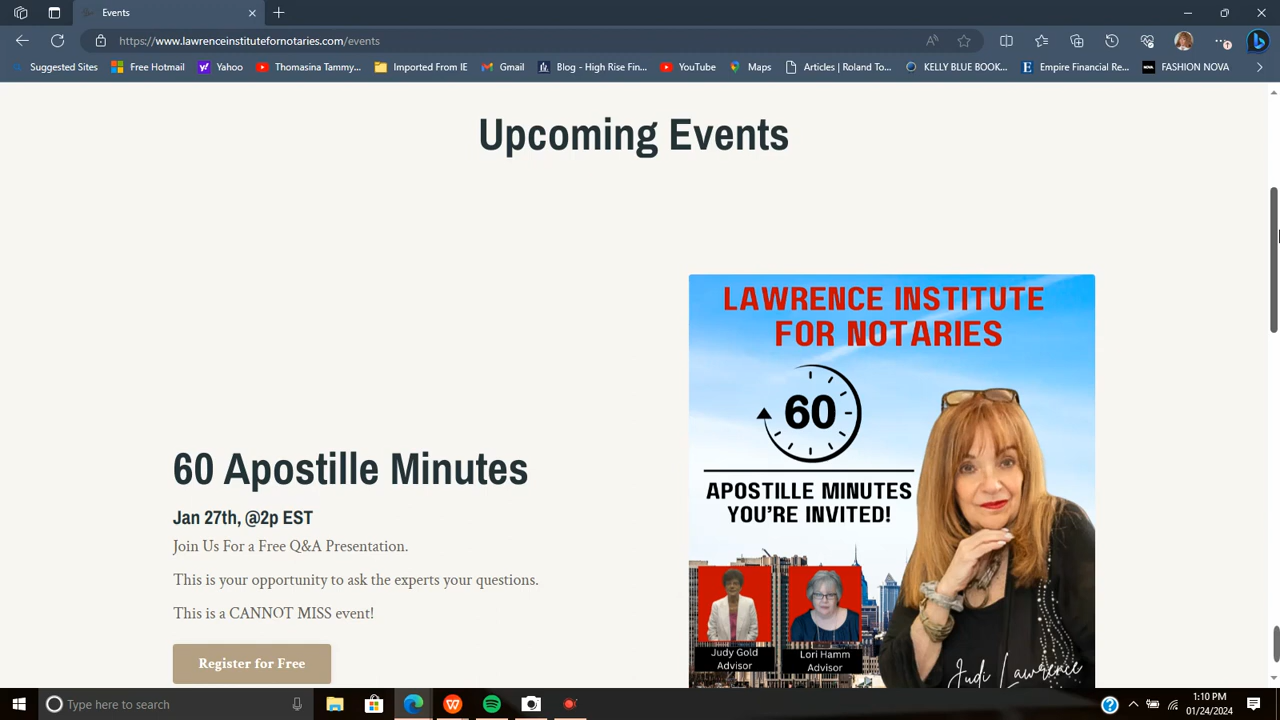 Events
https://www.lawrenceinstitutefornotaries.com/events
Suggested Sites
Free Hotmail
Yahoo
Thomasina Tammy...
Imported From IE
Gmail
Blog - High Rise Fin...
YouTube
Maps
Articles | Roland To...
KELLY BLUE BOOK...
Empire Financial Re...
NOVA
FASHION NOVA
Upcoming Events
60 Apostille Minutes
Jan 27th, @2p EST
Join Us For a Free Q&A Presentation.
This is your opportunity to ask the experts your questions.
This is a CANNOT MISS event!
Register for Free
LAWRENCE INSTITUTE
FOR NOTARIES
60
APOSTILLE MINUTES
YOU'RE INVITED!
Judy Gold
Advisor
Lori Hamm
Advisor
Judi Lawrence
Type here to search
1:10 PM
01/24/2024